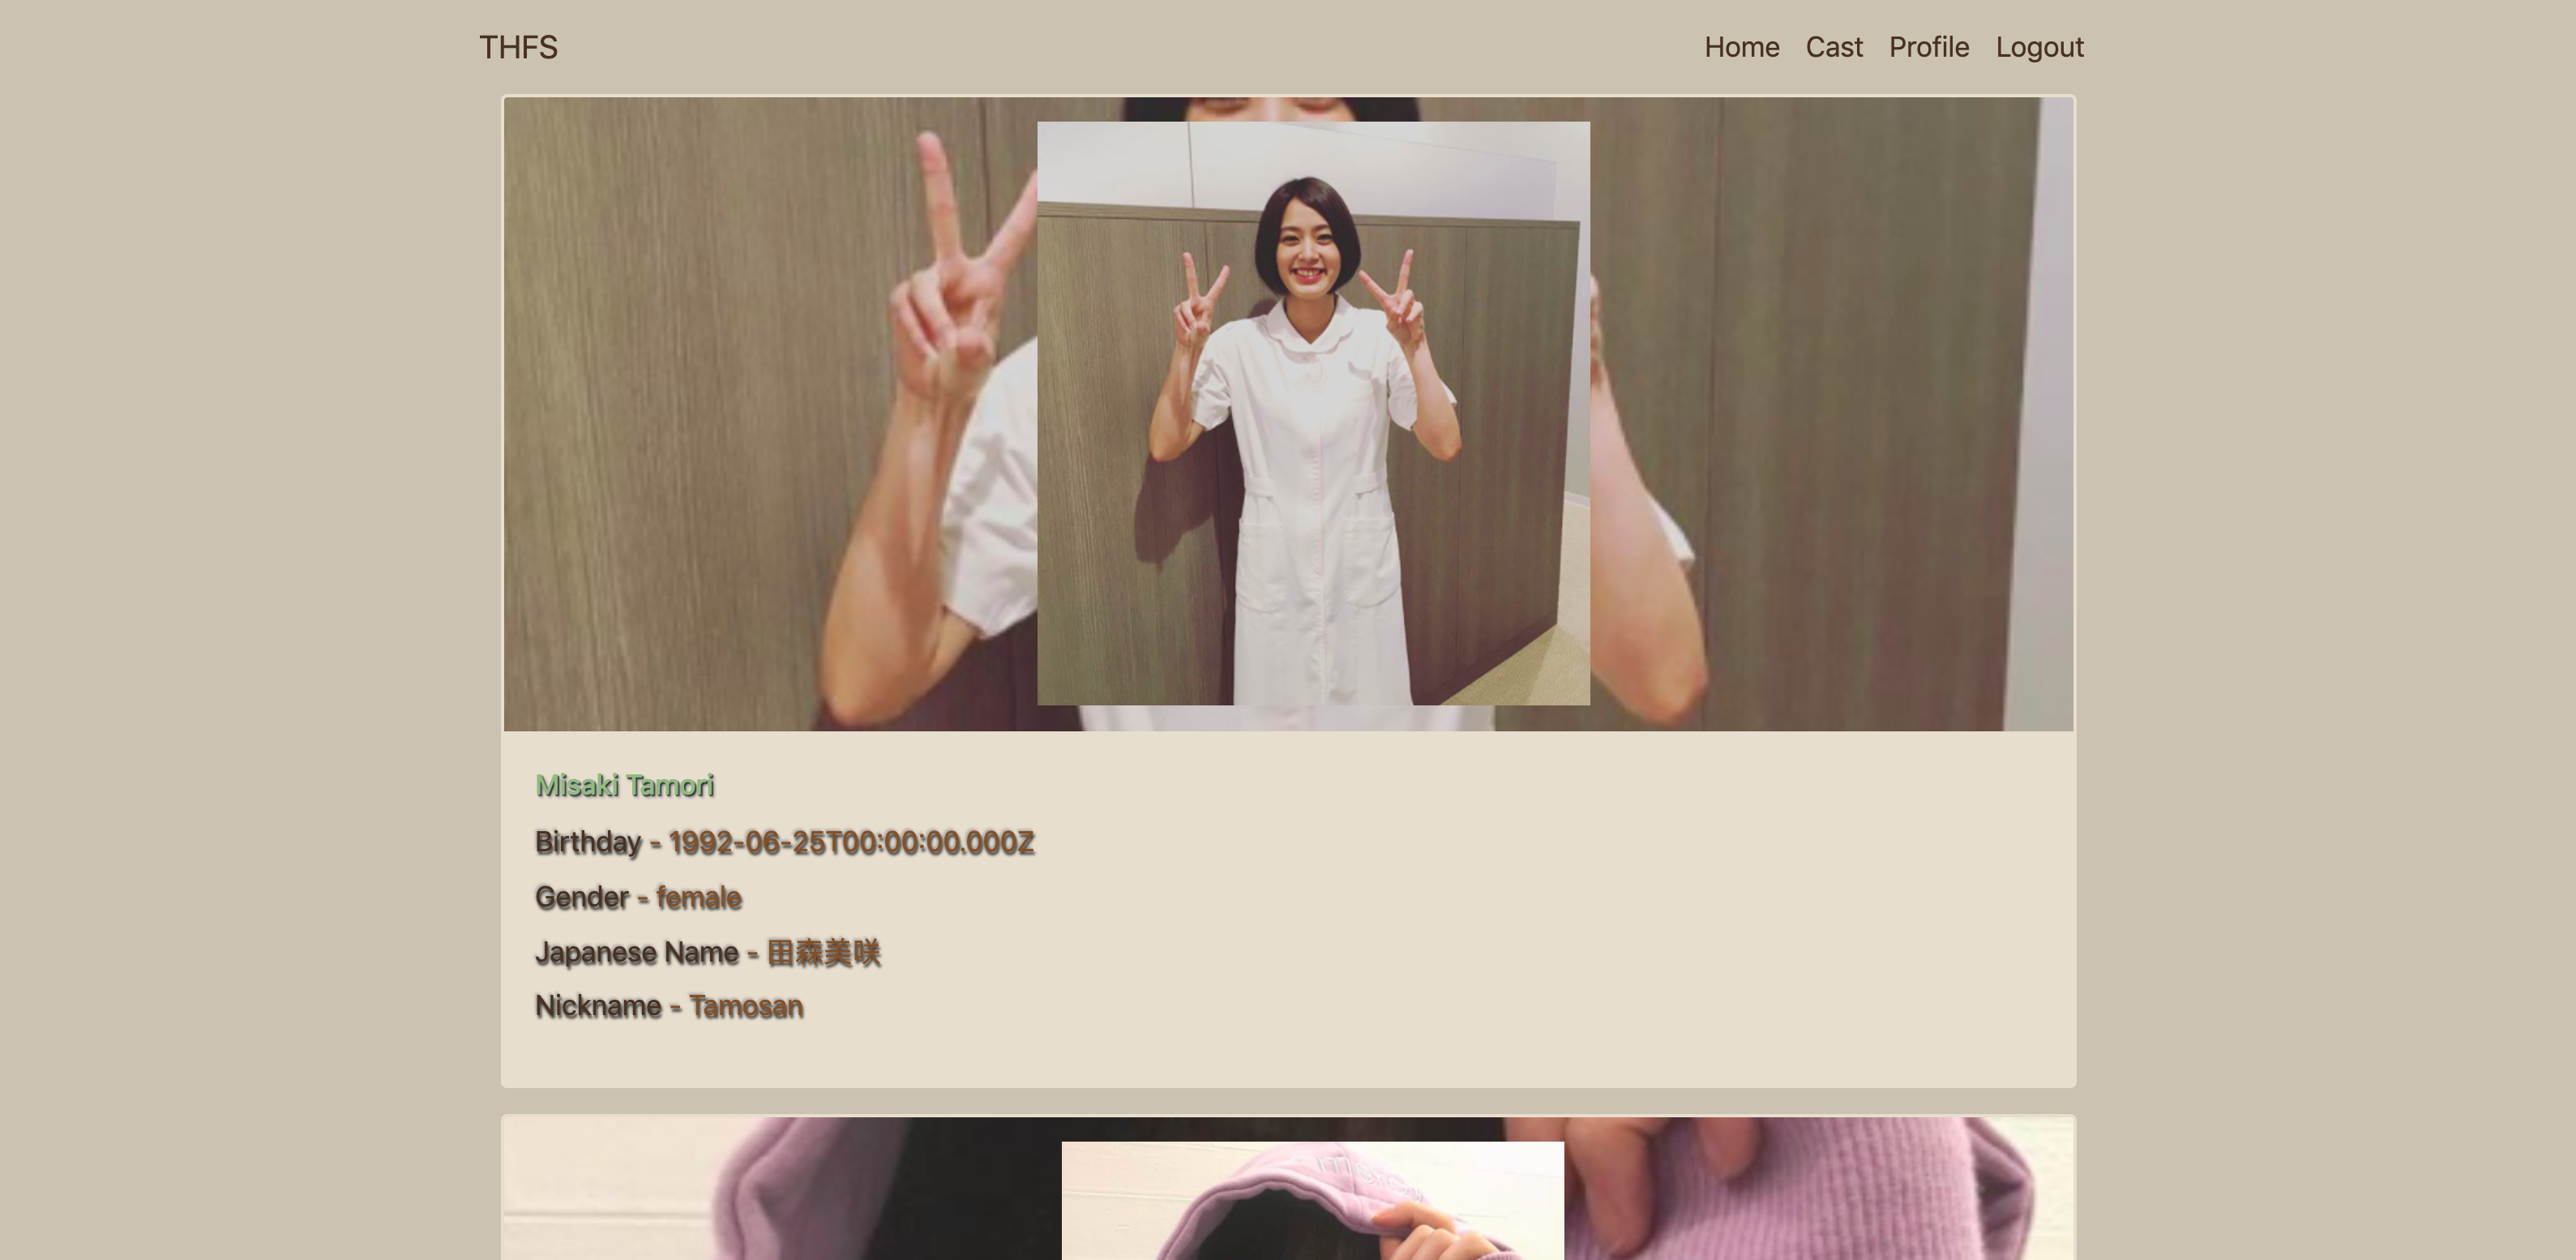 THFS
Home Cast Profile Logout
Misaki Tamori
Birthday - 1992-06-25T00:00:00.000Z
Gender - female
Japanese Name - 田森美咲
Nickname - Tamosan